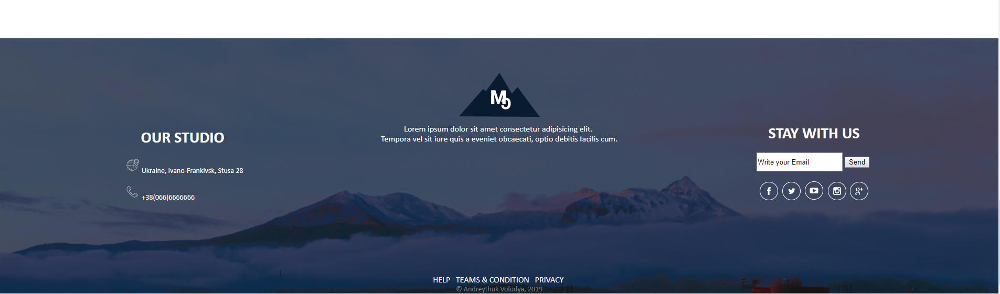 MG
Lorem ipsum dolor sit amet consectetur adipisicing elit.
Tempora vel sit iure quis a eveniet obcaecati, optio debitis facilis cum.
OUR STUDIO
Ukraine, Ivano-Frankivsk, Stusa 28
+38(066)6666666
STAY WITH US
Write your Email Send
HELP TEAMS & CONDITION PRIVACY
© Andreythuk Volodya, 2019